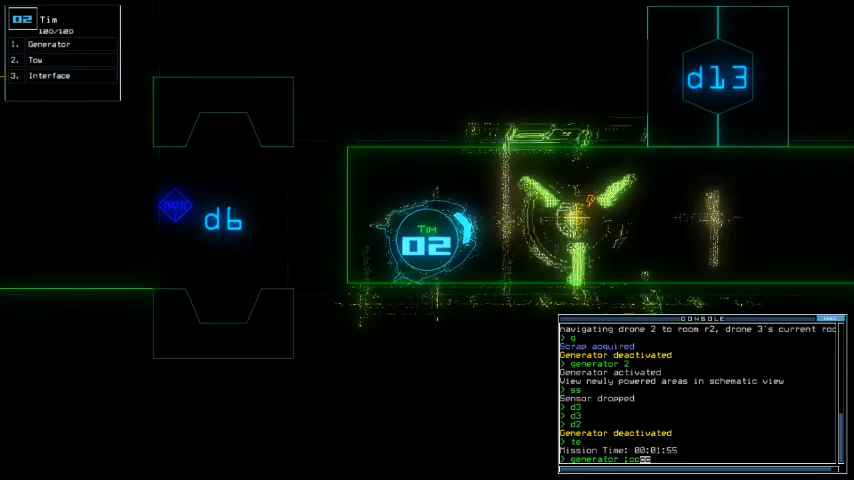 02 Tim
120/120
1. Generator
2. Tow
3. Interface
d13
d6
TIM
02
CONSOLE
navigating drone 2 to room r2, drone 3's current roo
> g
Scrap acquired
Generator deactivated
> generator 2
Generator activated
View newly powered areas in schematic view
> ss
Sensor dropped
> d3
> d3
> d2
Generator deactivated
> te
Mission Time: 00:01:55
> generator ;oc